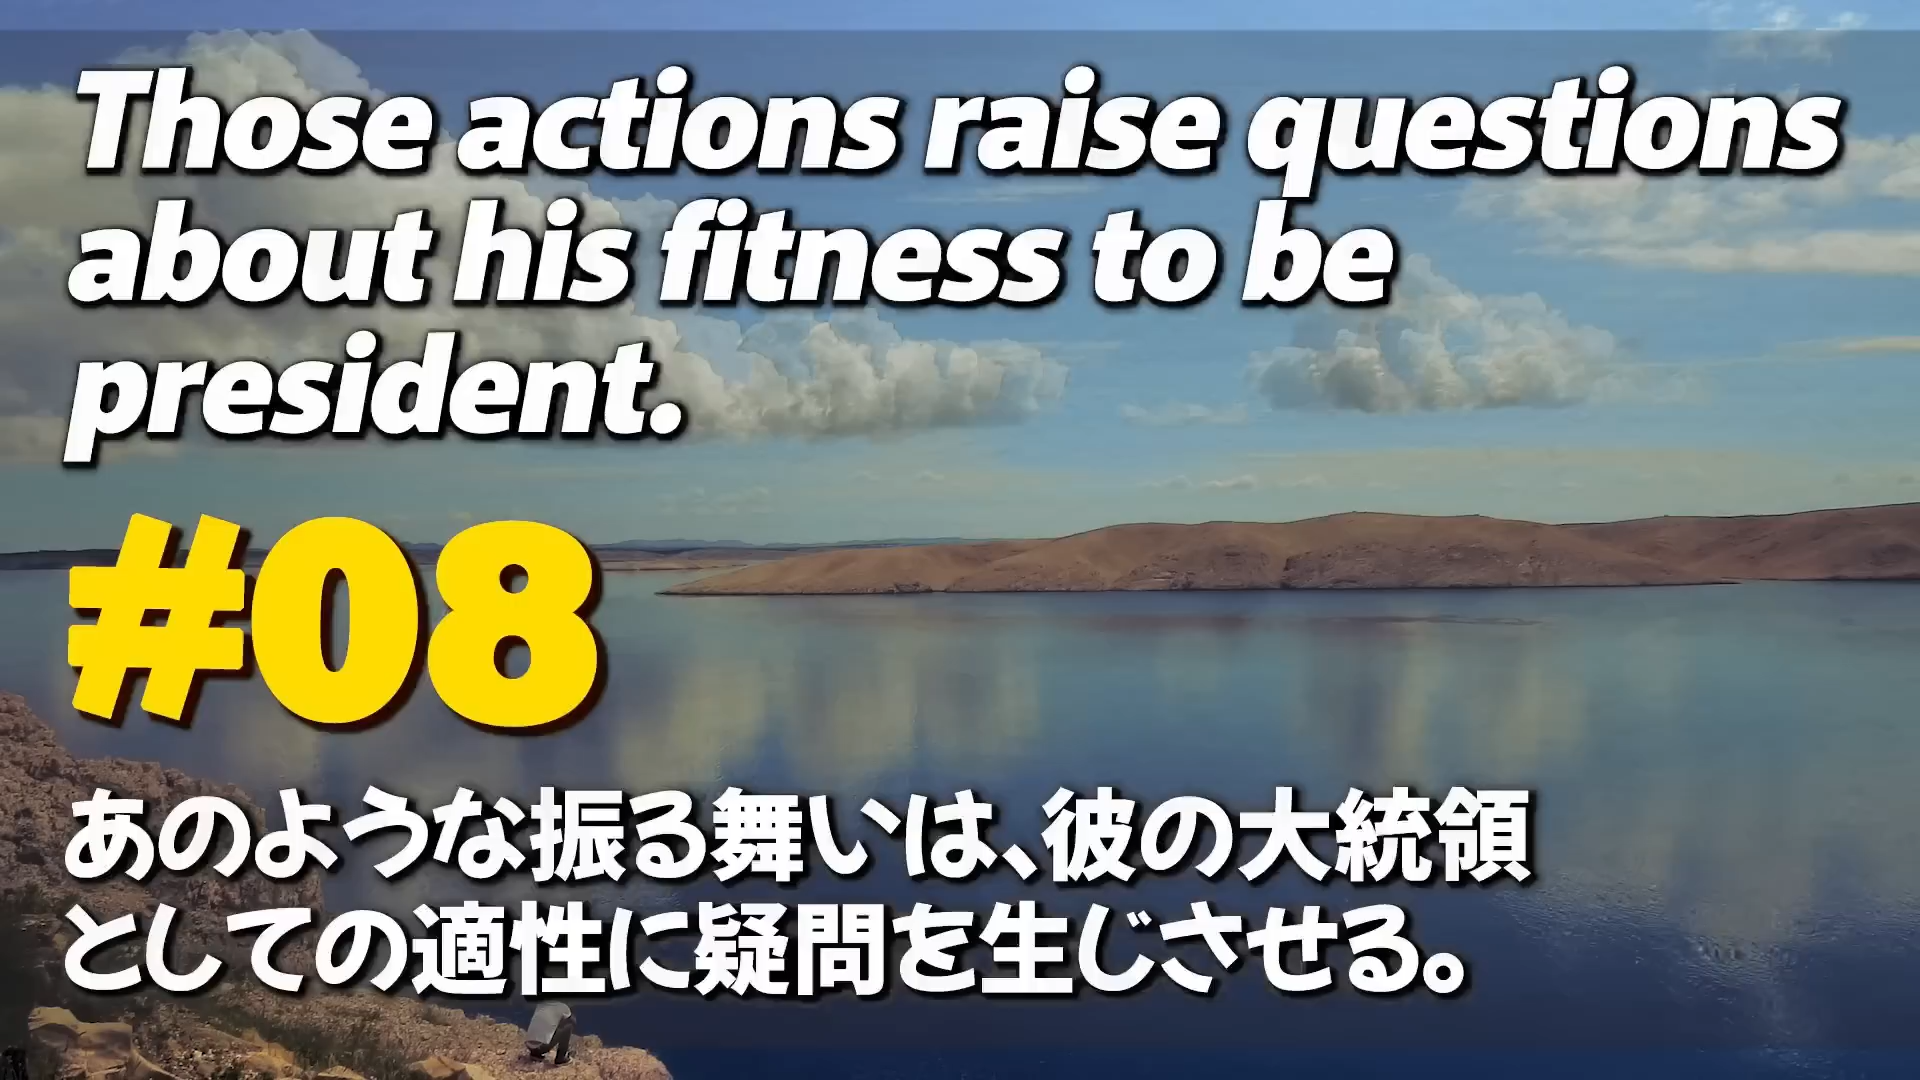 Those actions raise questions
about his fitness to be
president.
#08
あのような振る舞いは、彼の大統領
としての適性に疑問を生じさせる。